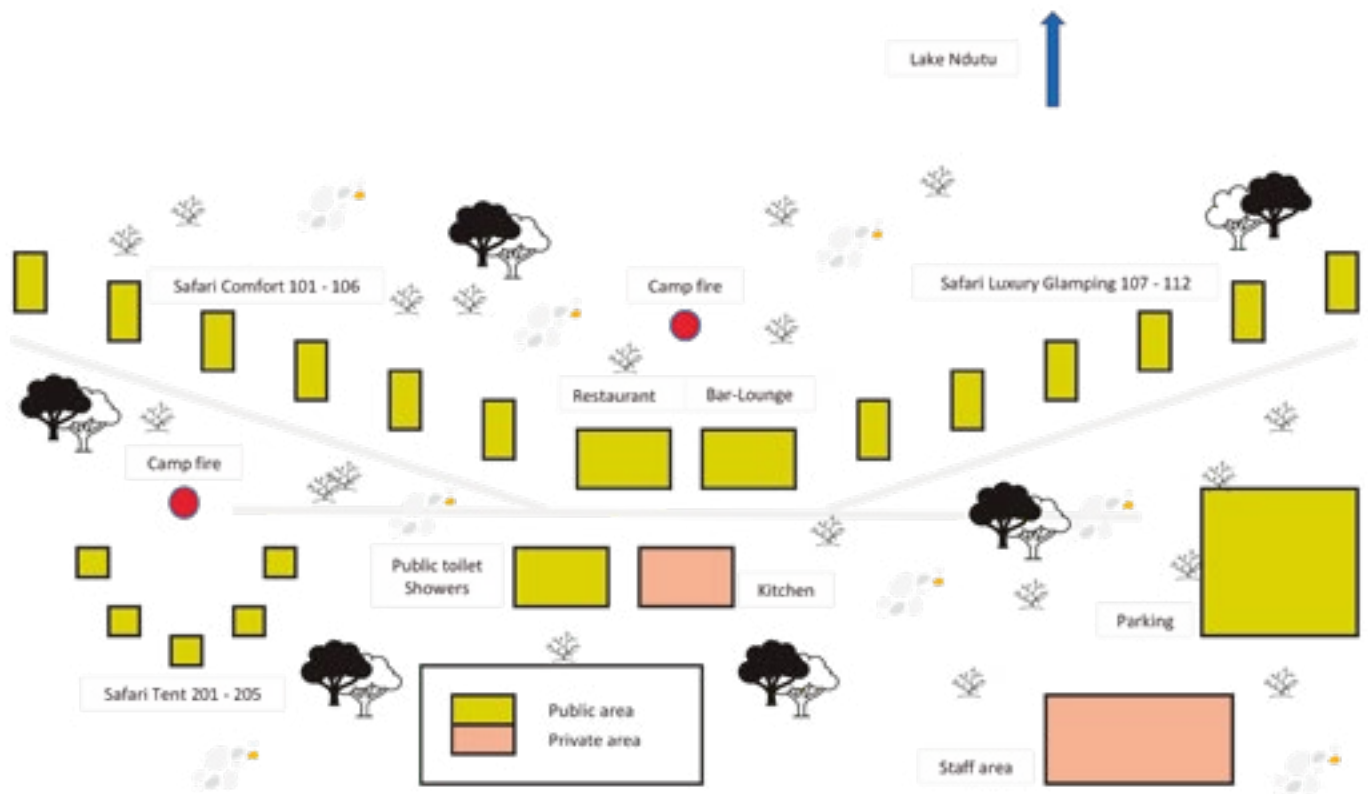 Lake Ndutu
Safari Comfort 101 - 106
Camp fire
Safari Luxury Glamping 107 - 112
Restaurant
Bar-Lounge
Camp fire
Public toilet
Showers
Kitchen
Parking
Safari Tent 201 - 205
Public area
Private area
Staff area